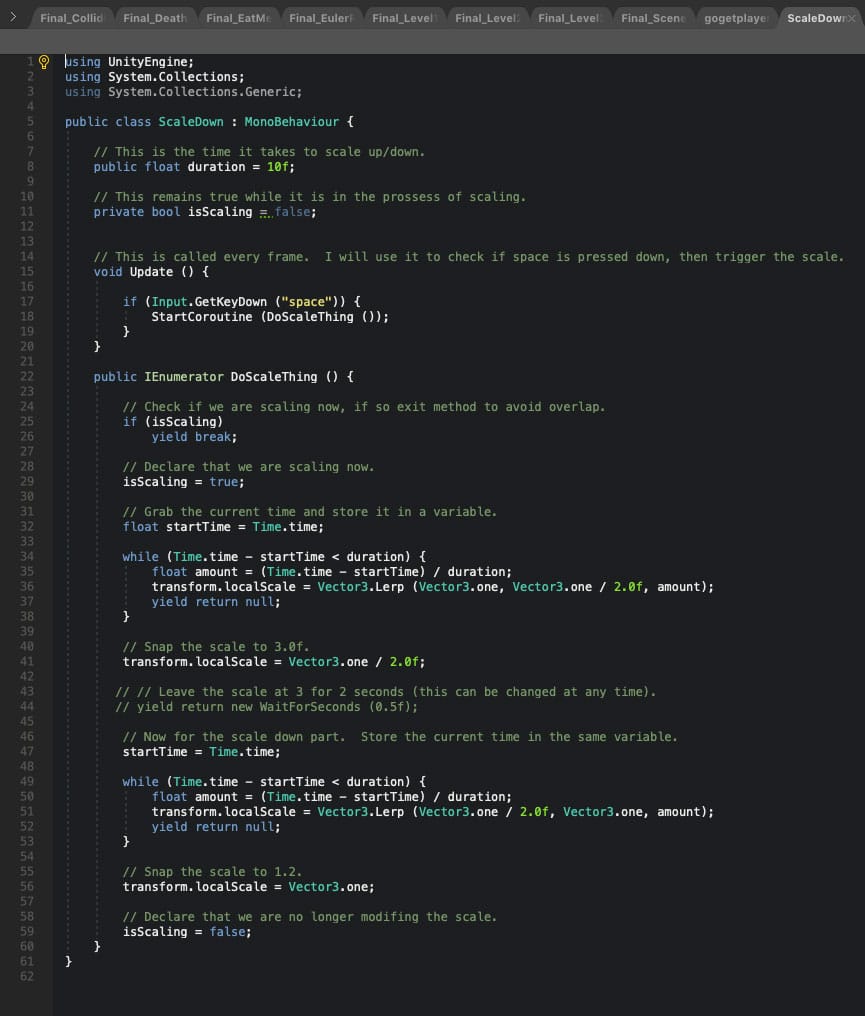 Final_Collid Final_Death Final_EatMe Final_EulerF Final_Level1 Final_Level2 Final_Level Final_Scene gogetplayer ScaleDown
1 using UnityEngine;
2 using System.Collections;
3 using System.Collections.Generic;
4
5 public class ScaleDown : MonoBehaviour {
6
7 // This is the time it takes to scale up/down.
8 public float duration = 10f;
9
10 // This remains true while it is in the prossess of scaling.
11 private bool isScaling = false;
12
13
14 // This is called every frame.  I will use it to check if space is pressed down, then trigger the scale.
15 void Update () {
16
17 if (Input.GetKeyDown ("space")) {
18 StartCoroutine (DoScaleThing ());
19 }
20 }
21
22 public IEnumerator DoScaleThing () {
23
24 // Check if we are scaling now, if so exit method to avoid overlap.
25 if (isScaling)
26 yield break;
27
28 // Declare that we are scaling now.
29 isScaling = true;
30
31 // Grab the current time and store it in a variable.
32 float startTime = Time.time;
33
34 while (Time.time - startTime < duration) {
35 float amount = (Time.time - startTime) / duration;
36 transform.localScale = Vector3.Lerp (Vector3.one, Vector3.one / 2.0f, amount);
37 yield return null;
38 }
39
40 // Snap the scale to 3.0f.
41 transform.localScale = Vector3.one / 2.0f;
42
43 // // Leave the scale at 3 for 2 seconds (this can be changed at any time).
44 // yield return new WaitForSeconds (0.5f);
45
46 // Now for the scale down part.  Store the current time in the same variable.
47 startTime = Time.time;
48
49 while (Time.time - startTime < duration) {
50 float amount = (Time.time - startTime) / duration;
51 transform.localScale = Vector3.Lerp (Vector3.one / 2.0f, Vector3.one, amount);
52 yield return null;
53 }
54
55 // Snap the scale to 1.2.
56 transform.localScale = Vector3.one;
57
58 // Declare that we are no longer modifing the scale.
59 isScaling = false;
60 }
61 }
62